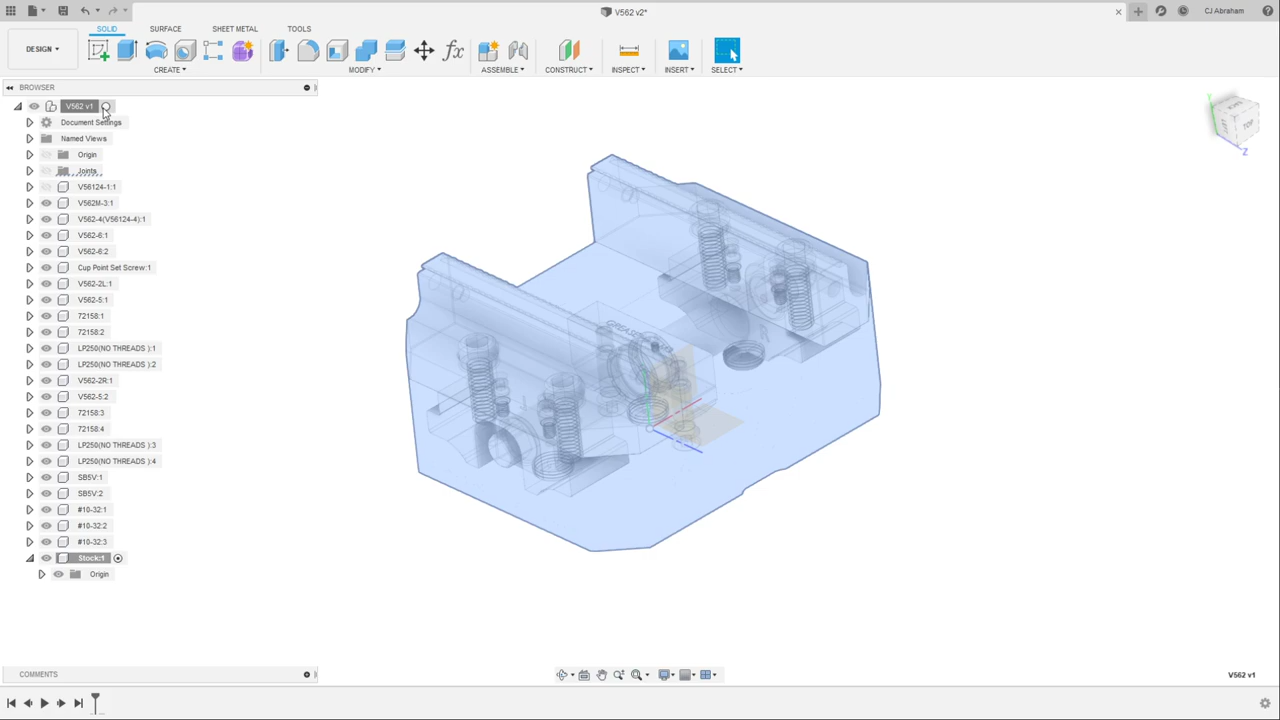 V562 v2*
CJ Abraham
SOLID
SURFACE
SHEET METAL
TOOLS
DESIGN
CREATE
MODIFY
ASSEMBLE
CONSTRUCT
INSPECT
INSERT
SELECT
BROWSER
V562 v1
Document Settings
Named Views
Origin
Joints
V56124-1:1
V562M-3:1
V562-4(V56124-4):1
V562-6:1
V562-6:2
Cup Point Set Screw:1
V562-2L:1
V562-5:1
72158:1
72158:2
LP250(NO THREADS ):1
LP250(NO THREADS ):2
V562-2R:1
V562-5:2
72158:3
72158:4
LP250(NO THREADS ):3
LP250(NO THREADS ):4
SB5V:1
SB5V:2
#10-32:1
#10-32:2
#10-32:3
Stock:1
Origin
TOP
Z
COMMENTS
V562 v1